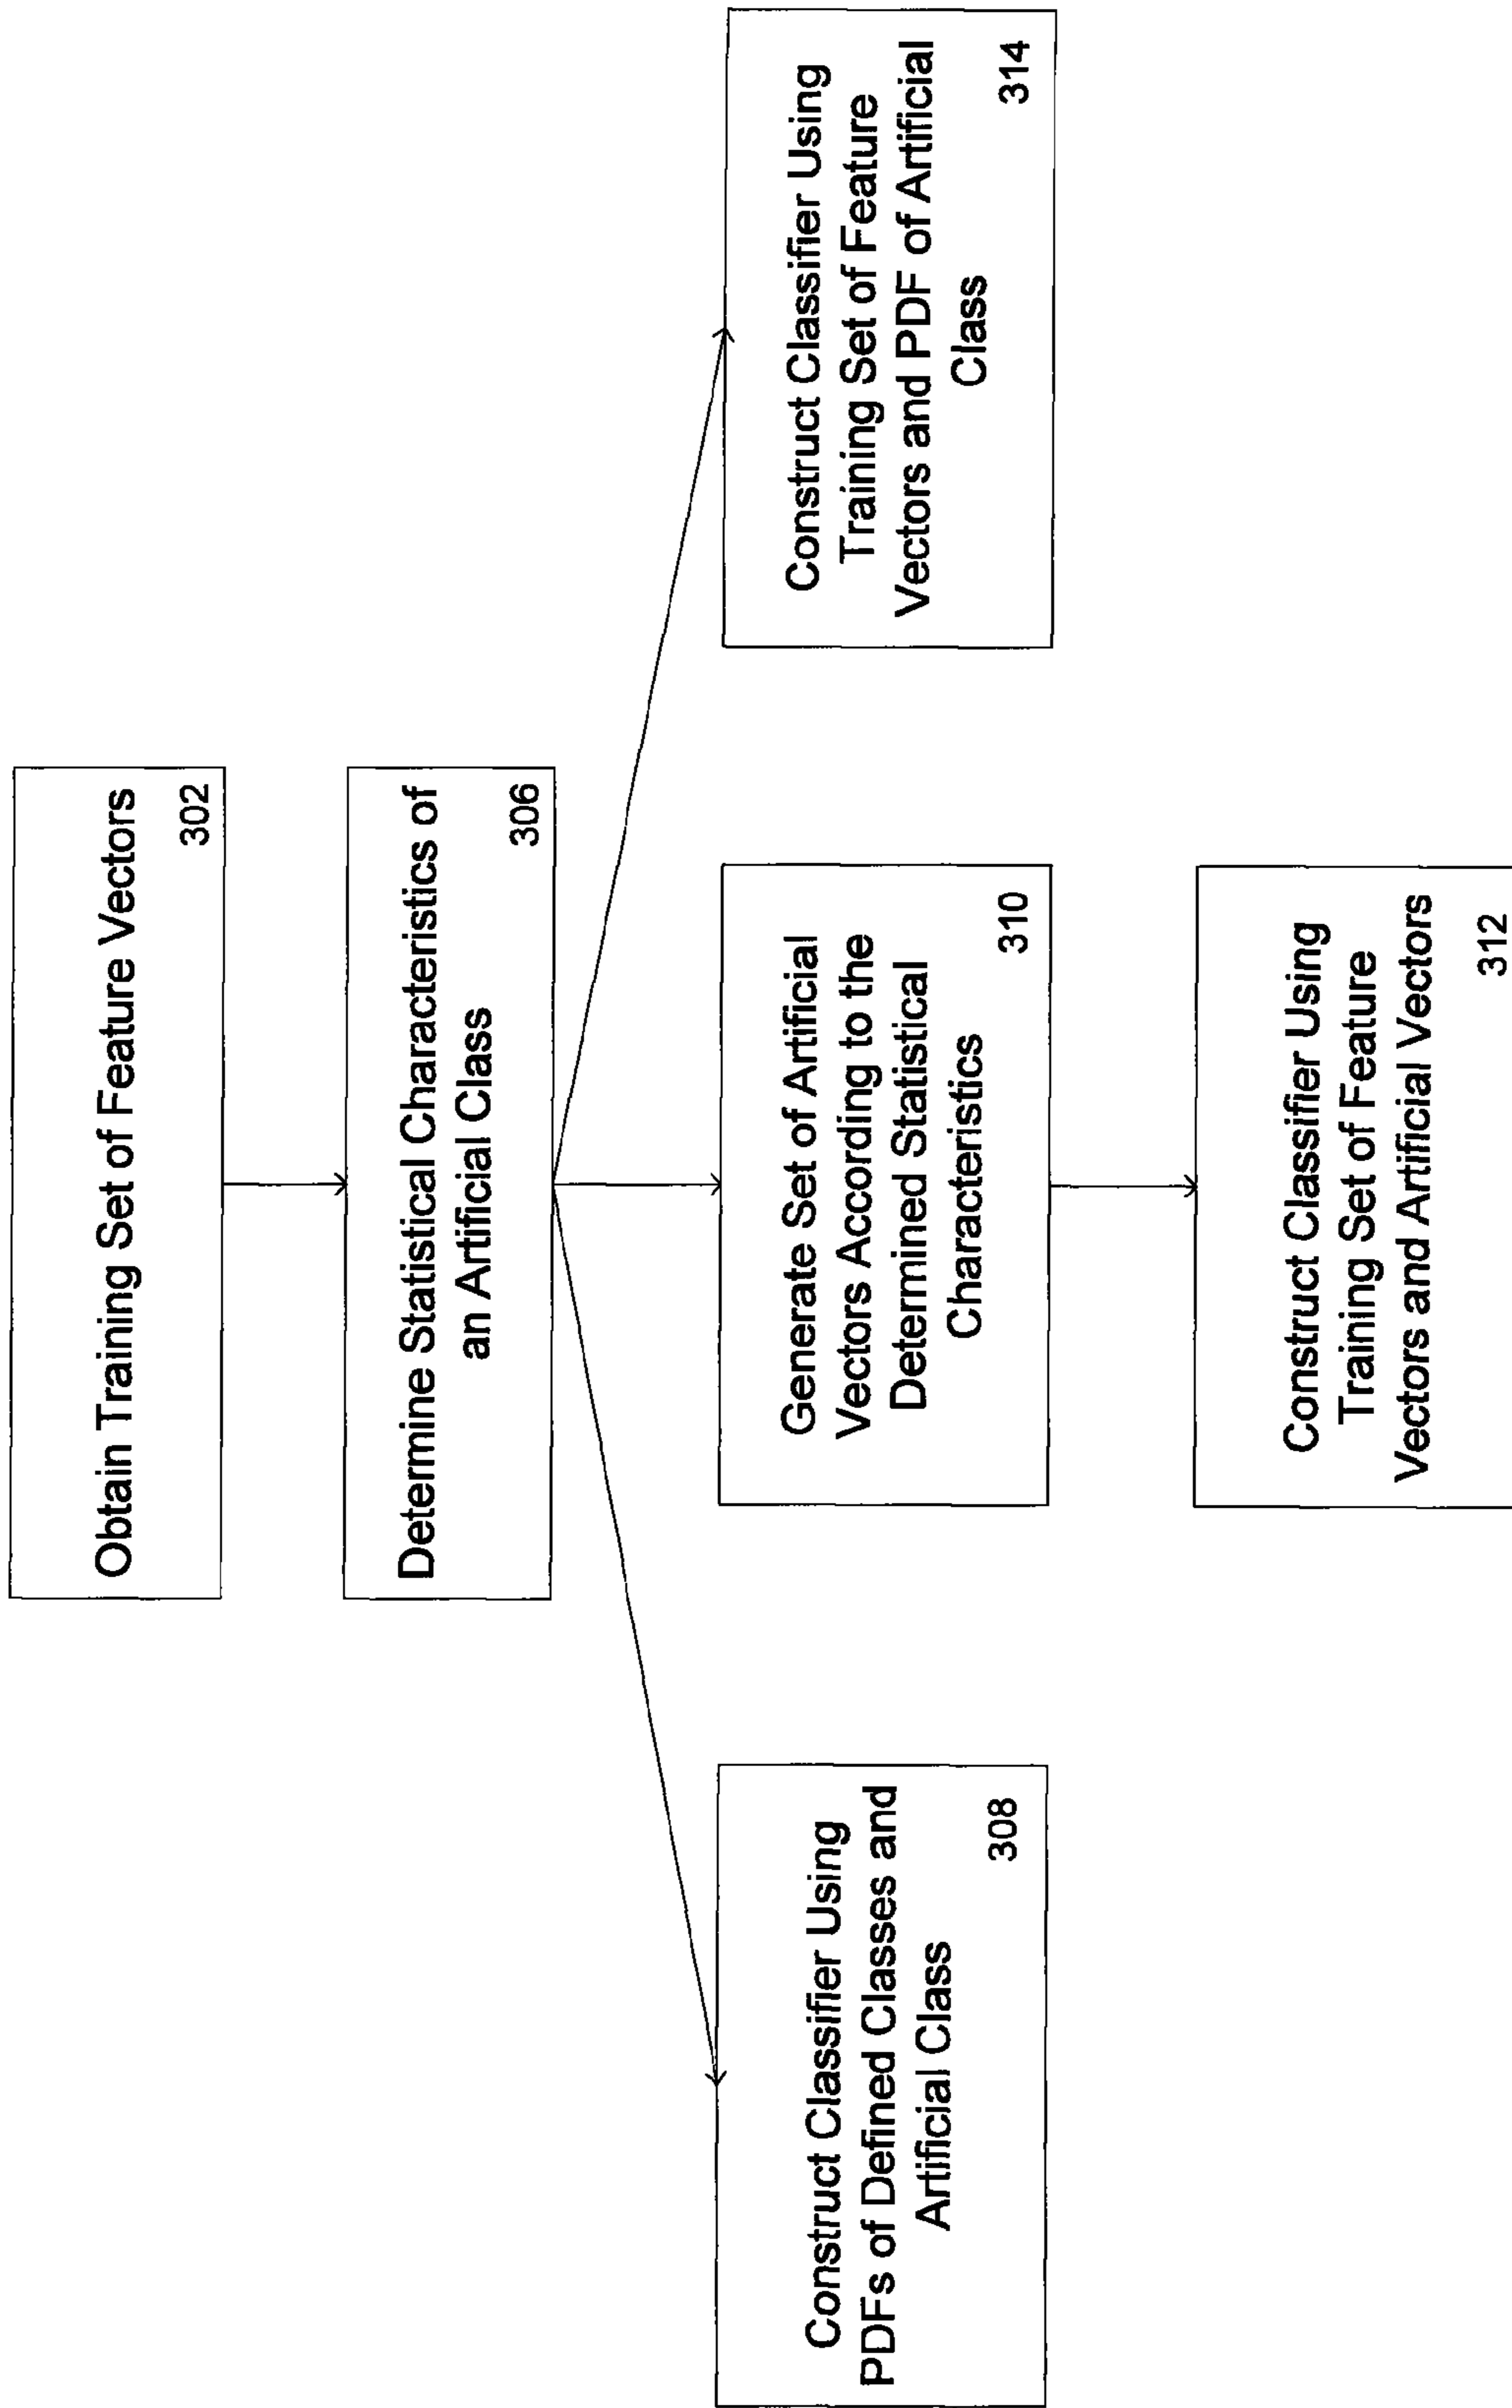 Obtain Training Set of Feature Vectors
302
Determine Statistical Characteristics of
an Artificial Class
306
Construct Classifier Using
PDFs of Defined Classes and
Artificial Class
308
Generate Set of Artificial
Vectors According to the
Determined Statistical
Characteristics
310
Construct Classifier Using
Training Set of Feature
Vectors and PDF of Artificial
Class
314
Construct Classifier Using
Training Set of Feature
Vectors and Artificial Vectors
312